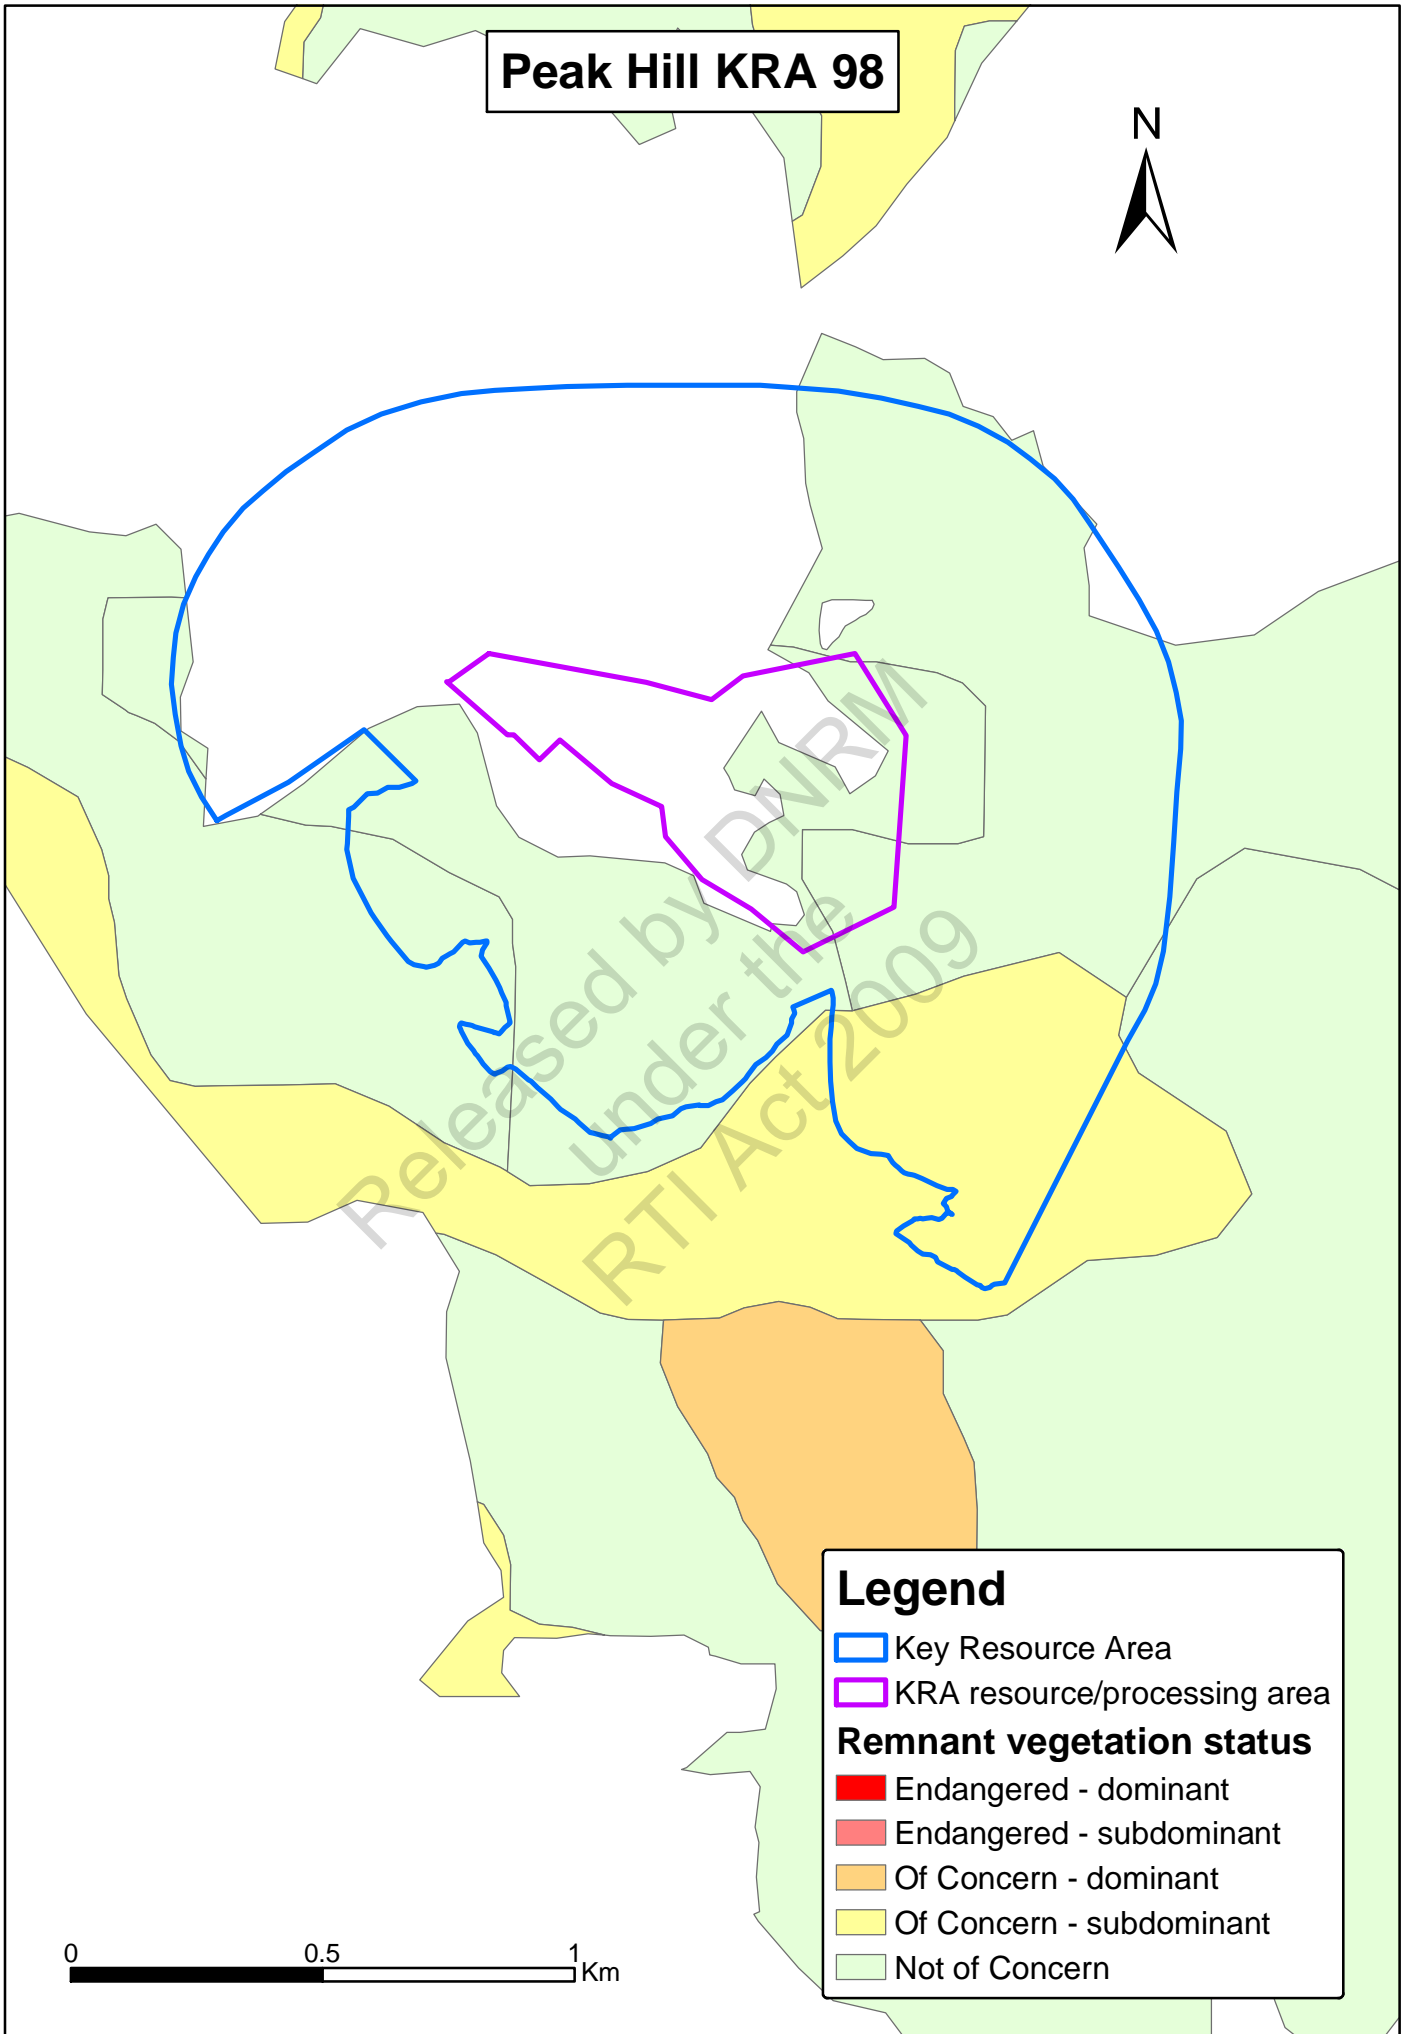 Peak Hill KRA 98
N
Released by DNRM
under the
RTI Act 2009
Legend
Key Resource Area
KRA resource/processing area
Remnant vegetation status
Endangered - dominant
Endangered - subdominant
Of Concern - dominant
Of Concern - subdominant
Not of Concern
0 0.5 1
Km